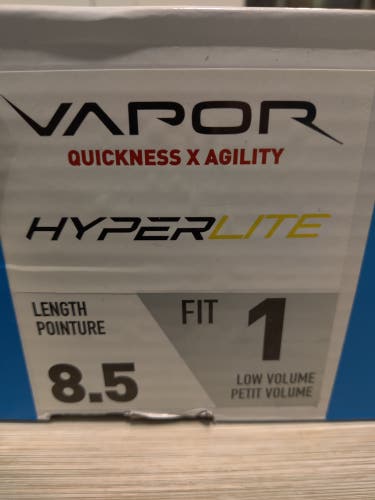 VAPOR
QUICKNESS X AGILITY
HYPERLITE
LENGTH
POINTURE
8.5
FIT 1
LOW VOLUME
PETIT VOLUME